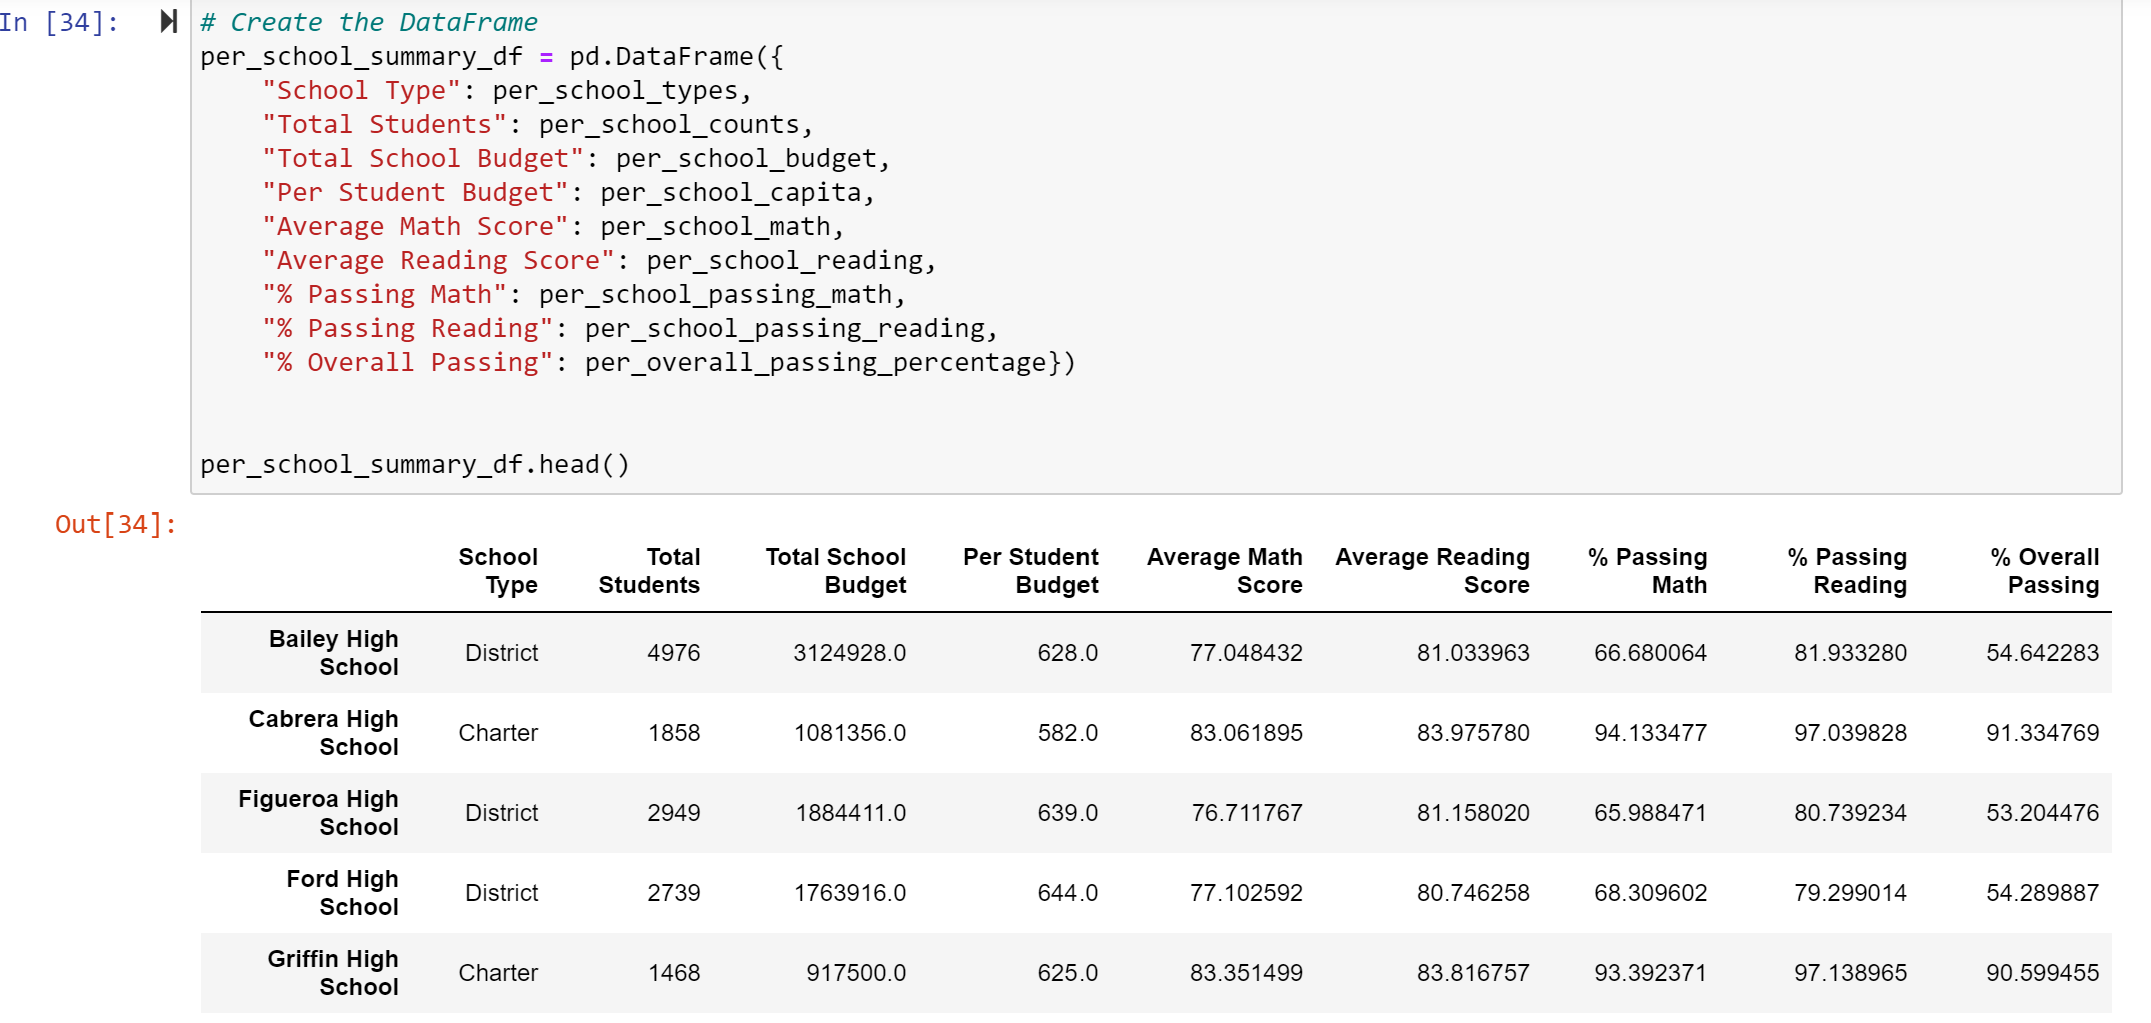 In [34]:
# Create the DataFrame
per_school_summary_df = pd.DataFrame({
    "School Type": per_school_types,
    "Total Students": per_school_counts,
    "Total School Budget": per_school_budget,
    "Per Student Budget": per_school_capita,
    "Average Math Score": per_school_math,
    "Average Reading Score": per_school_reading,
    "% Passing Math": per_school_passing_math,
    "% Passing Reading": per_school_passing_reading,
    "% Overall Passing": per_overall_passing_percentage})
per_school_summary_df.head()
Out[34]:
School Total Total School Per Student Average Math Average Reading % Passing % Passing % Overall
Type Students Budget Budget Score Score Math Reading Passing
Bailey High
School District 4976 3124928.0 628.0 77.048432 81.033963 66.680064 81.933280 54.642283
Cabrera High
School Charter 1858 1081356.0 582.0 83.061895 83.975780 94.133477 97.039828 91.334769
Figueroa High
School District 2949 1884411.0 639.0 76.711767 81.158020 65.988471 80.739234 53.204476
Ford High
School District 2739 1763916.0 644.0 77.102592 80.746258 68.309602 79.299014 54.289887
Griffin High
School Charter 1468 917500.0 625.0 83.351499 83.816757 93.392371 97.138965 90.599455